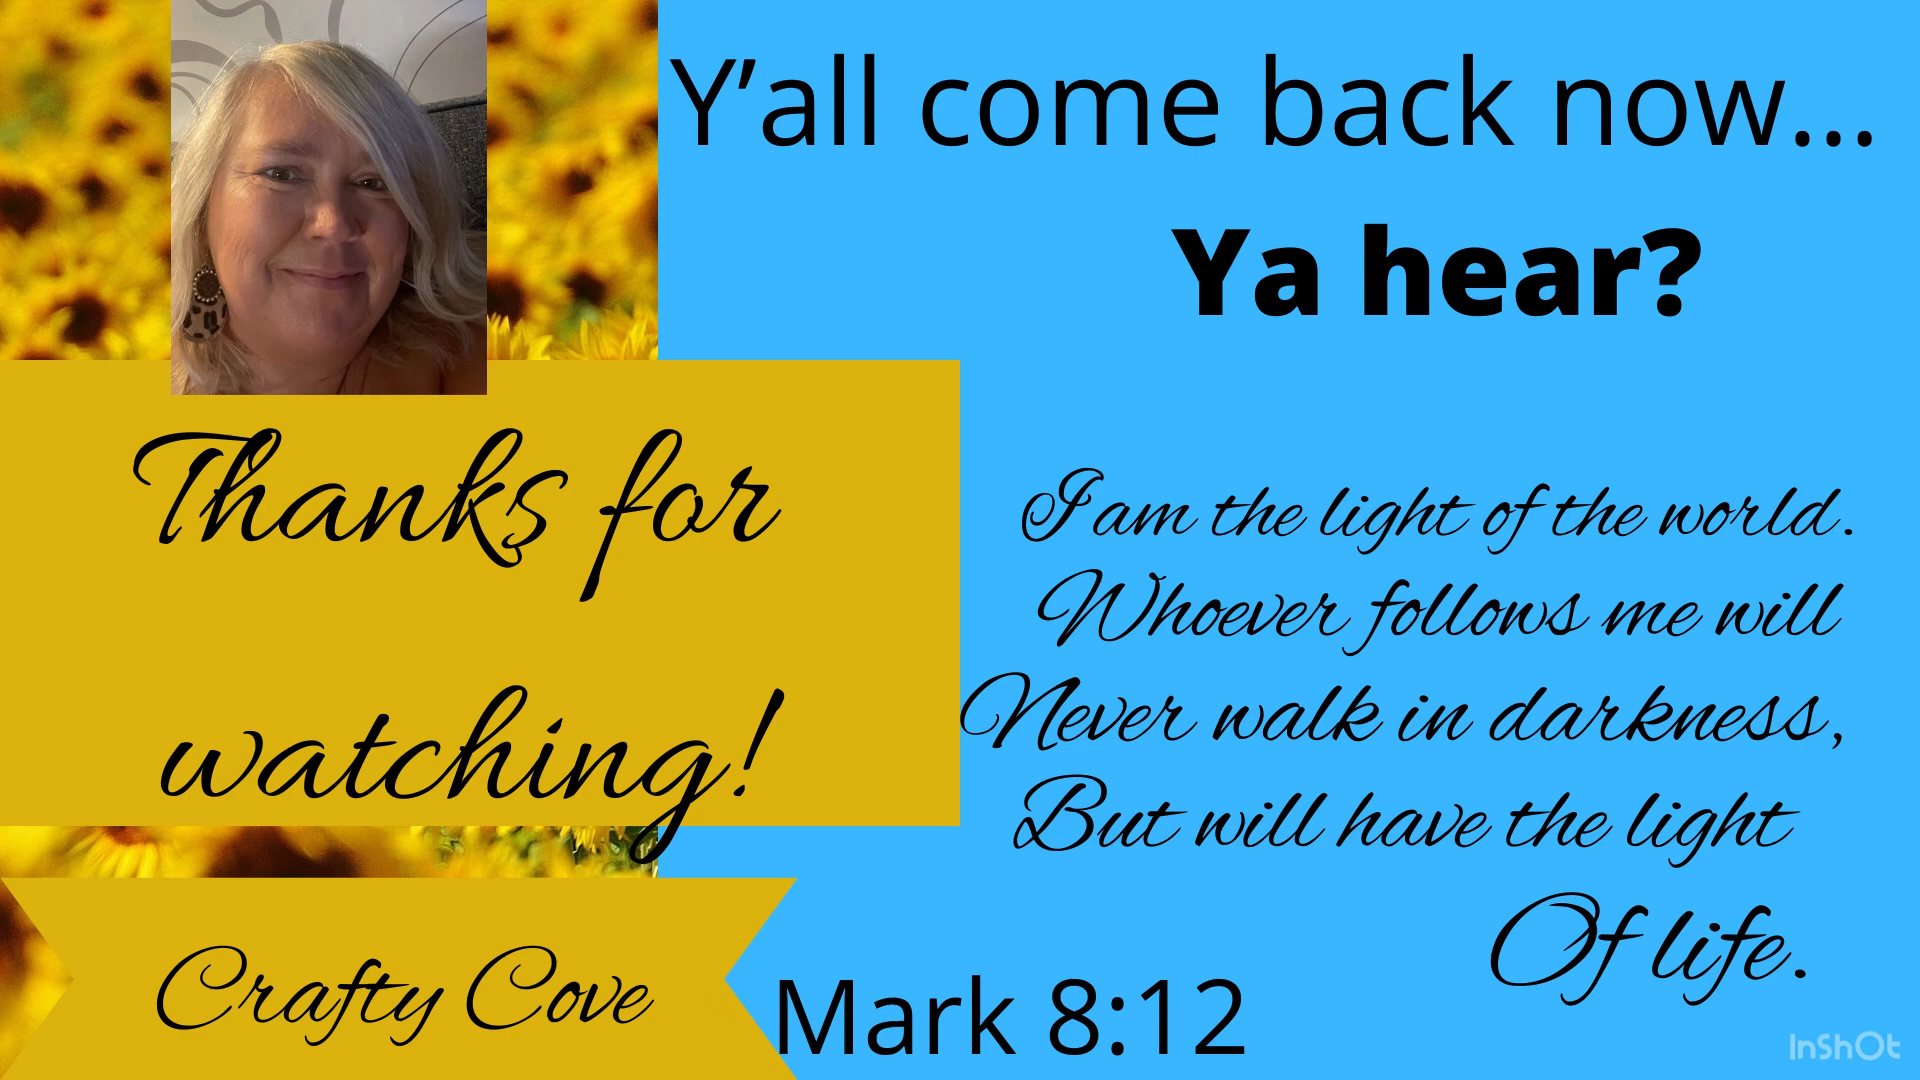 Y’all come back now...
Ya hear?
Thanks for
watching!
I am the light of the world.
Whoever follows me will
Never walk in darkness,
But will have the light
Of life.
Crafty Cove
Mark 8:12
InShOt